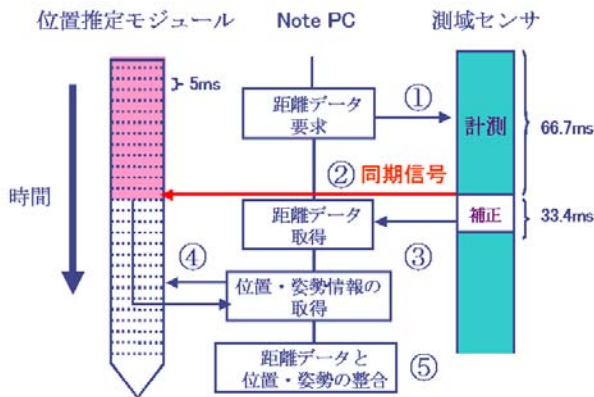 位置推定モジュール
Note PC
測域センサ
5ms
距離データ
要求
①
計測
66.7ms
② 同期信号
時間
距離データ
取得
補正
33.4ms
③
④
位置・姿勢情報の
取得
距離データと
位置・姿勢の整合
⑤